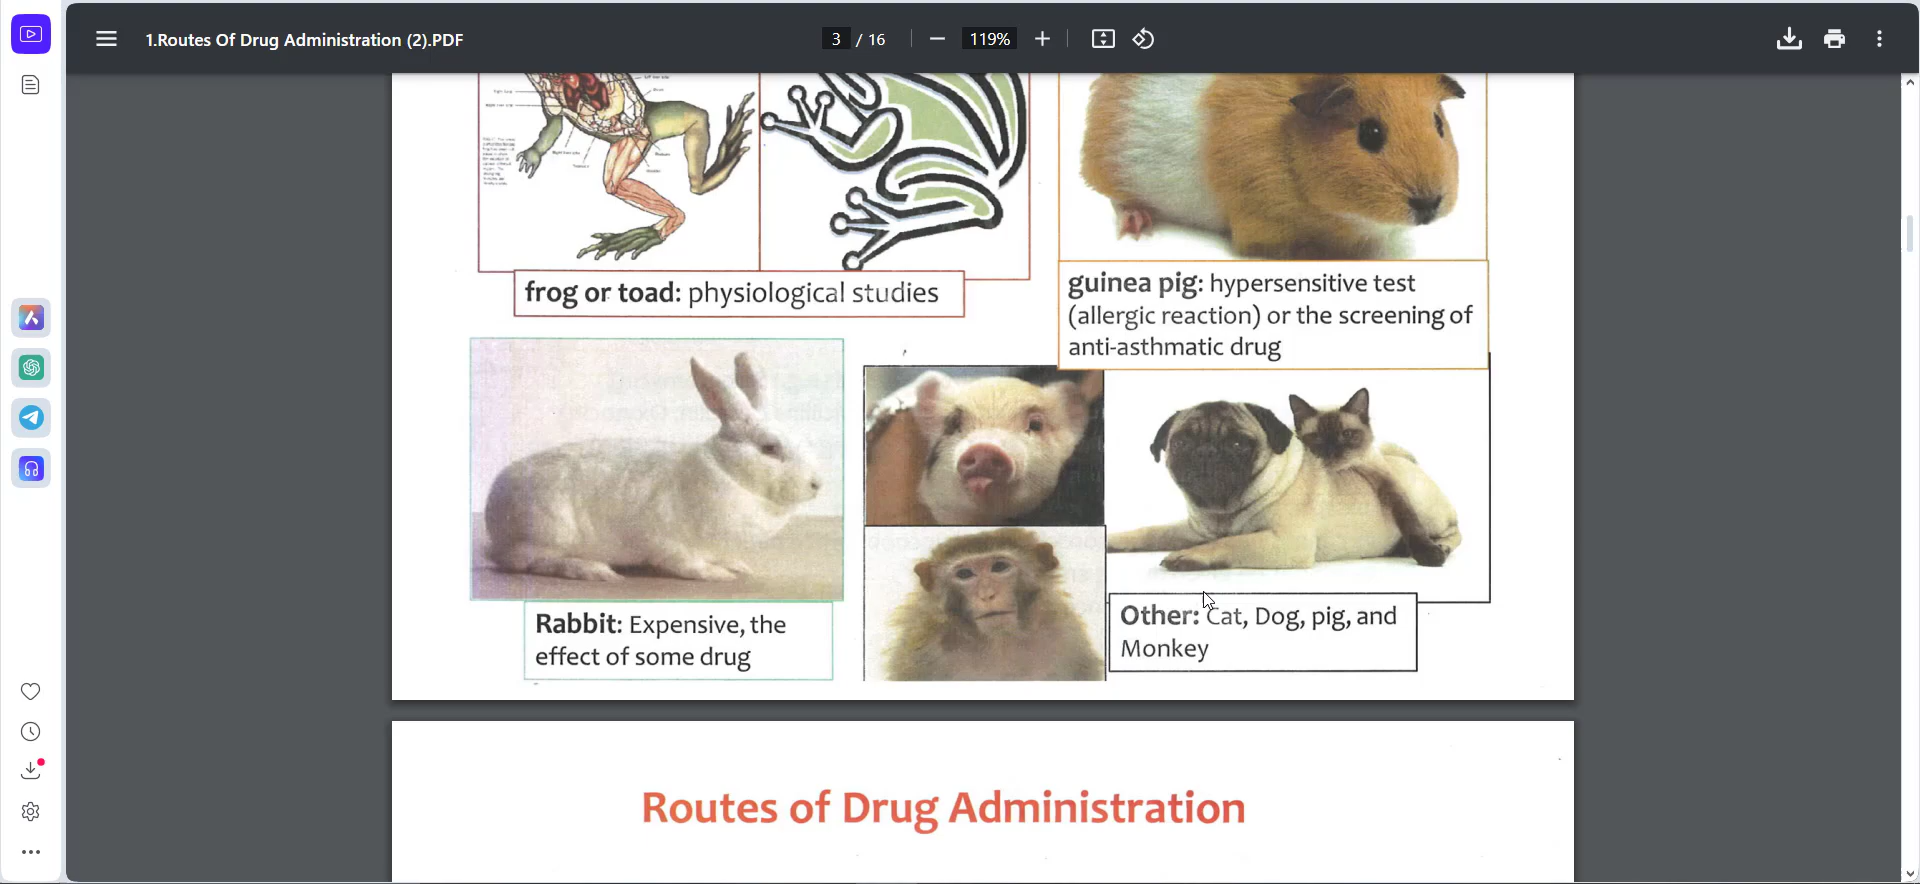 1.Routes Of Drug Administration (2).PDF
3 / 16
119%
frog or toad: physiological studies
guinea pig: hypersensitive test
(allergic reaction) or the screening of
anti-asthmatic drug
Rabbit: Expensive, the
effect of some drug
Other: Cat, Dog, pig, and
Monkey
Routes of Drug Administration